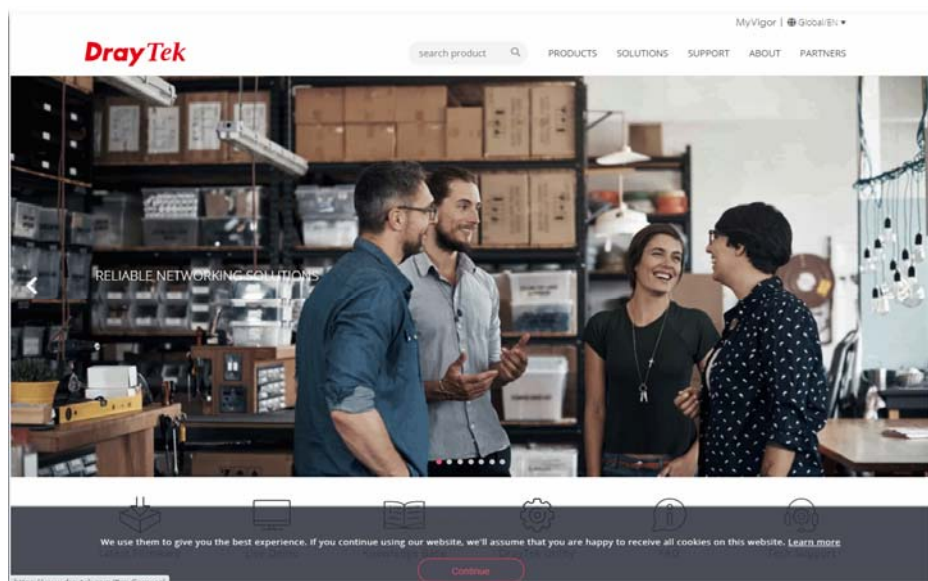 MyVigor | Global/EN ▾
DrayTek
search product
PRODUCTS SOLUTIONS SUPPORT ABOUT PARTNERS
RELIABLE NETWORKING SOLUTIONS
We use them to give you the best experience. If you continue using our website, we'll assume that you are happy to receive all cookies on this website. Learn more
Continue